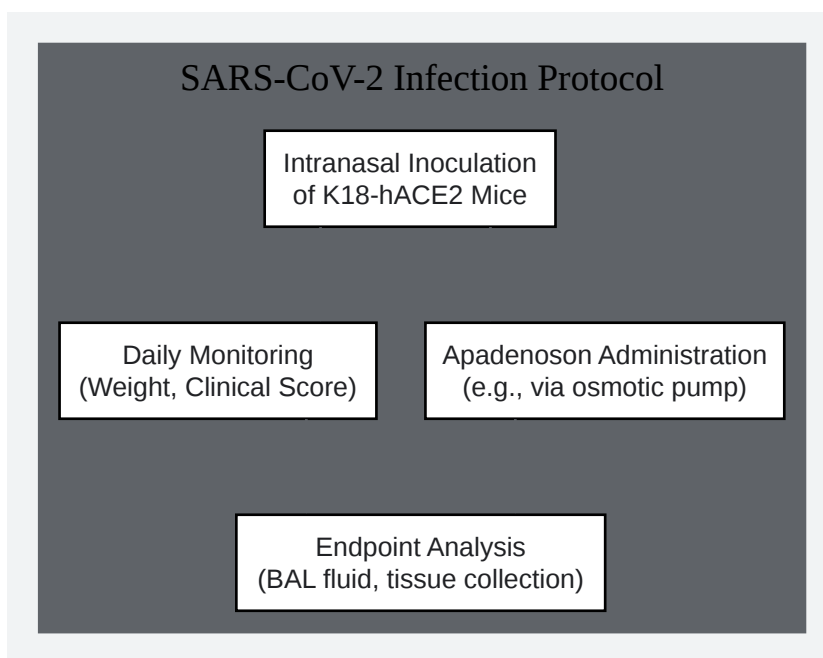 SARS-CoV-2 Infection Protocol
Intranasal Inoculation
of K18-hACE2 Mice
Daily Monitoring
(Weight, Clinical Score)
Apadenoson Administration
(e.g., via osmotic pump)
Endpoint Analysis
(BAL fluid, tissue collection)